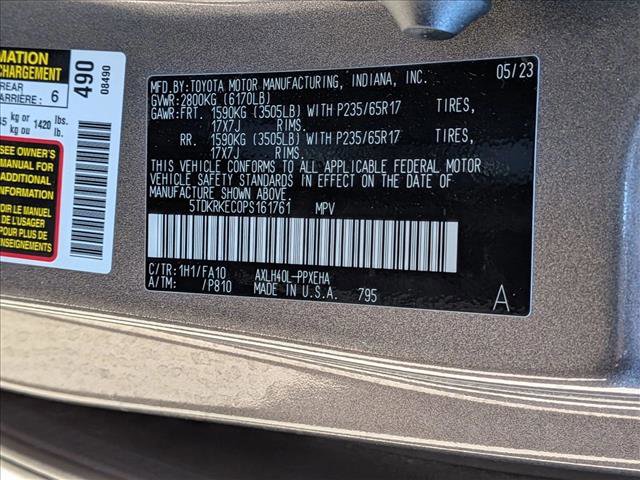 MATION
CHARGEMENT
REAR
ARRIÈRE: 6
45 kg or 1420 lbs.
kg ou lb.
490
08490
SEE OWNER'S
MANUAL FOR
ADDITIONAL
INFORMATION
VOIR LE MANUEL
DE L'USAGER
POUR PLUS DE
RENSEIGNEMENTS
MFD.BY:TOYOTA MOTOR MANUFACTURING, INDIANA, INC. 05/23
GVWR:2800KG (6170LB)
GAWR:FRT. 1590KG (3505LB) WITH P235/65R17 TIRES,
17X7J RIMS.
RR. 1590KG (3505LB) WITH P235/65R17 TIRES,
17X7J RIMS.
THIS VEHICLE CONFORMS TO ALL APPLICABLE FEDERAL MOTOR
VEHICLE SAFETY STANDARDS IN EFFECT ON THE DATE OF
MANUFACTURE SHOWN ABOVE.
5TDKRKEC0PS161761 MPV
C/TR:1H1/FA10 AXLH40L-PPXEHA
A/TM: /P810 MADE IN U.S.A. 795 A